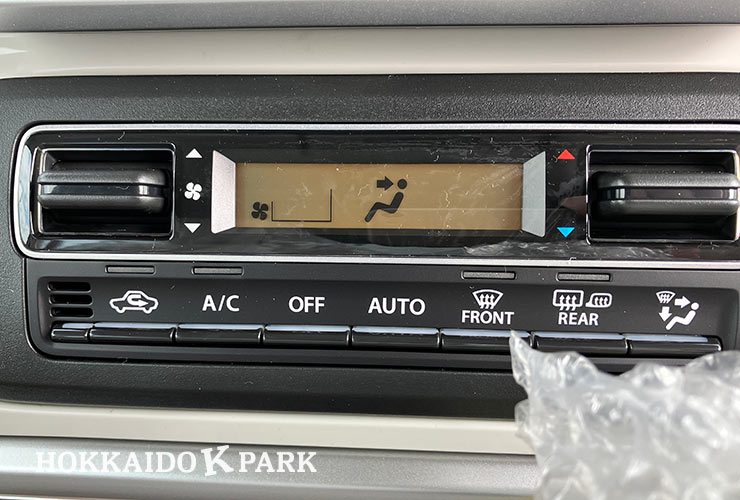 A/C OFF AUTO FRONT REAR
HOKKAIDO K PARK